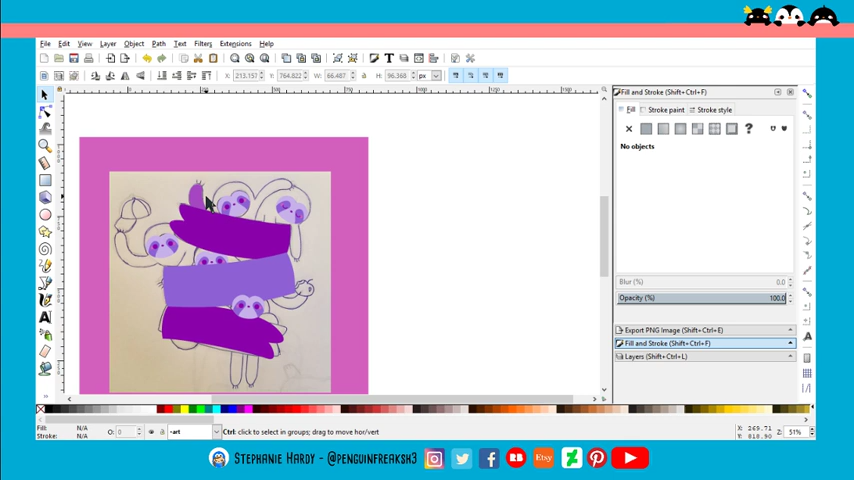 File Edit View Layer Object Path Text Filters Extensions Help
X: 213.157 Y: 764.822 W: 66.487 H: 96.360 px
Fill and Stroke (Shift+Ctrl+F)
Fill Stroke paint Stroke style
No objects
Blur (%) 0.0
Opacity (%) 100.0
Export PNG Image (Shift+Ctrl+E)
Fill and Stroke (Shift+Ctrl+F)
Layers (Shift+Ctrl+L)
Fill: N/A
Stroke: N/A
O: 0
-art
Ctrl: click to select in groups; drag to move hor/vert
X: 269.71
Y: 818.90
Z: 51%
Stephanie Hardy - @penguinfreaksh3
Etsy